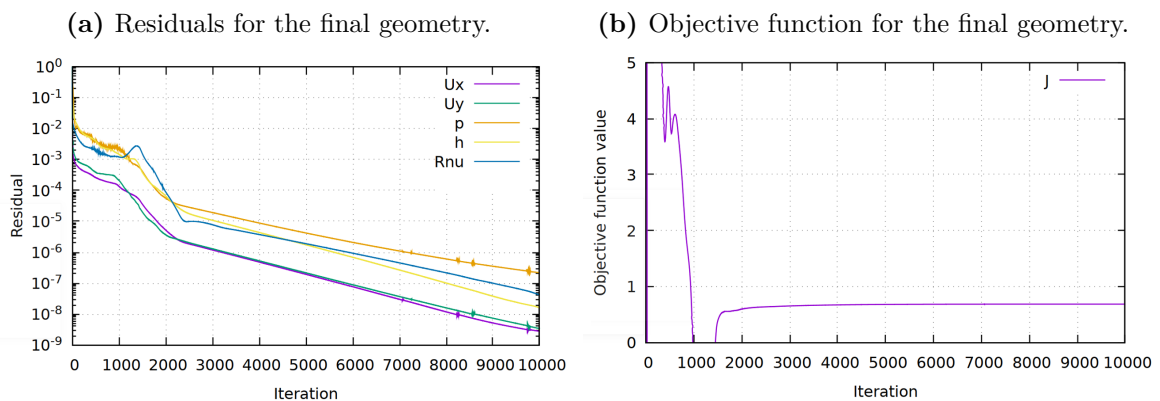 (a) Residuals for the final geometry.
10^0
10^-1
10^-2
10^-3
10^-4
10^-5
10^-6
10^-7
10^-8
10^-9
Residual
Ux
Uy
p
h
Rnu
0 1000 2000 3000 4000 5000 6000 7000 8000 9000 10000
Iteration
(b) Objective function for the final geometry.
5
4
3
2
1
0
Objective function value
J
0 1000 2000 3000 4000 5000 6000 7000 8000 9000 10000
Iteration